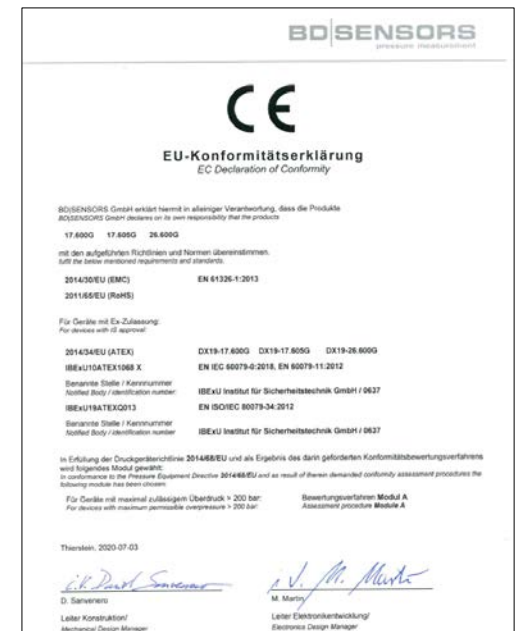 BD|SENSORS
pressure measurement
CE
EU-Konformitätserklärung
EC Declaration of Conformity
BD|SENSORS GmbH erklärt hiermit in alleiniger Verantwortung, dass die Produkte
BD|SENSORS GmbH declares on its own responsibility that the products
17.600G 17.605G 26.600G
mit den aufgeführten Richtlinien und Normen übereinstimmen.
fulfil the below mentioned requirements and standards.
2014/30/EU (EMC) EN 61326-1:2013
2011/65/EU (RoHS)
Für Geräte mit Ex-Zulassung:
For devices with IS approval:
2014/34/EU (ATEX) DX19-17.600G DX19-17.605G DX19-26.600G
IBExU10ATEX1068 X EN IEC 60079-0:2018, EN 60079-11:2012
Benannte Stelle / Kennnummer
Notified Body / identification number: IBExU Institut für Sicherheitstechnik GmbH / 0637
IBExU19ATEXQ013 EN ISO/IEC 80079-34:2012
Benannte Stelle / Kennnummer
Notified Body / identification number: IBExU Institut für Sicherheitstechnik GmbH / 0637
In Erfüllung der Druckgeräterichtlinie 2014/68/EU und als Ergebnis des darin geforderten Konformitätsbewertungsverfahrens
wird folgendes Modul gewählt:
In conformance to the Pressure Equipment Directive 2014/68/EU and as result of therein demanded conformity assessment procedures the
following module has been chosen:
Für Geräte mit maximal zulässigem Überdruck > 200 bar: Bewertungsverfahren Modul A
For devices with maximum permissible overpressure > 200 bar: Assessment procedure Module A
Thierstein, 2020-07-03
D. Sanvenero M. Martin
Leiter Konstruktion/ Leiter Elektronikentwicklung/
Mechanical Design Manager Electronics Design Manager